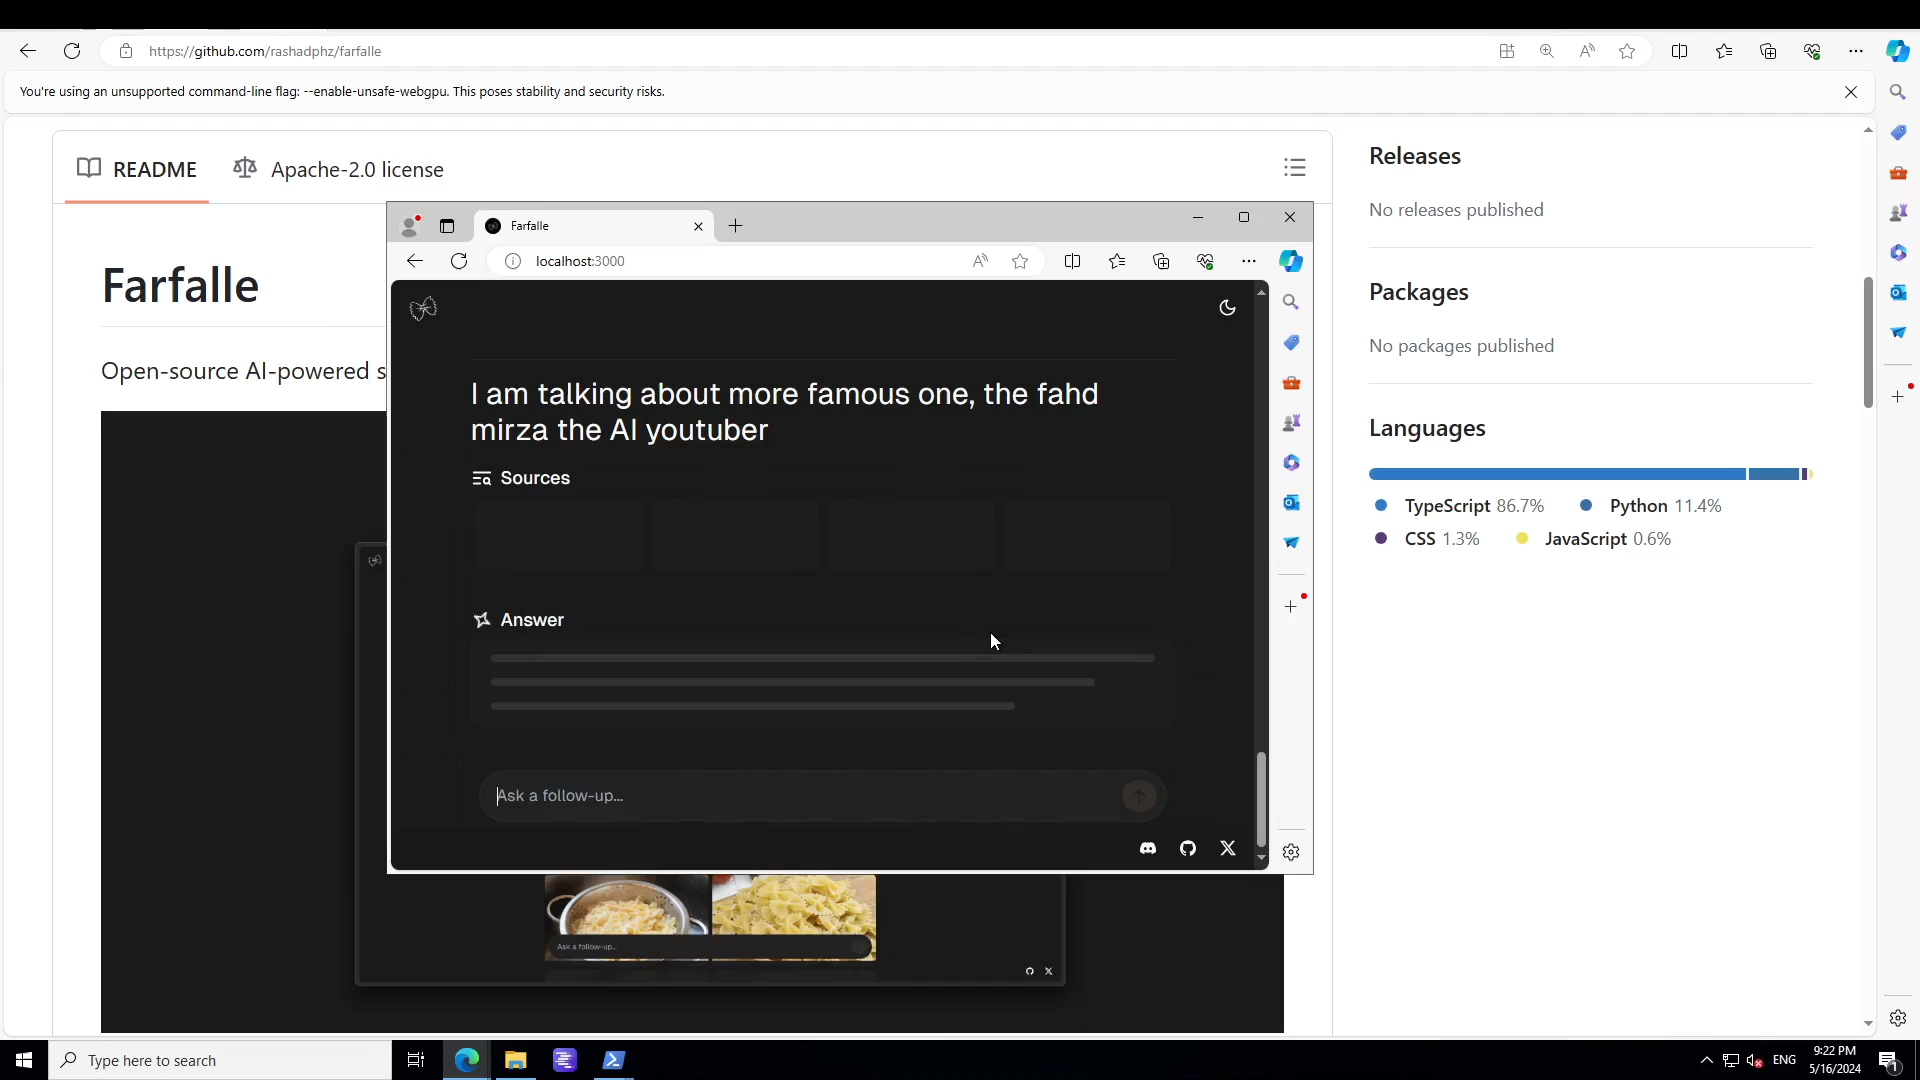 https://github.com/rashadphz/farfalle
You're using an unsupported command-line flag: --enable-unsafe-webgpu. This poses stability and security risks.
README
Apache-2.0 license
Releases
No releases published
Farfalle
localhost:3000
Farfalle
Packages
No packages published
Open-source AI-powered s
I am talking about more famous one, the fahd
mirza the AI youtuber
Languages
Sources
TypeScript 86.7%
Python 11.4%
CSS 1.3%
JavaScript 0.6%
Answer
Ask a follow-up...
Ask a follow-up...
Type here to search
ENG
9:22 PM
5/16/2024
1